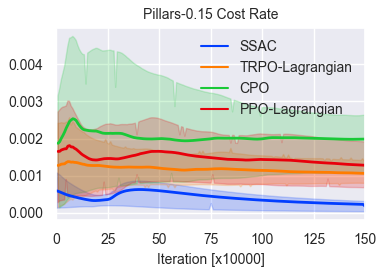 Pillars-0.15 Cost Rate
SSAC
TRPO-Lagrangian
CPO
PPO-Lagrangian
0.004
0.003
0.002
0.001
0.000
0 25 50 75 100 125 150
Iteration [x10000]